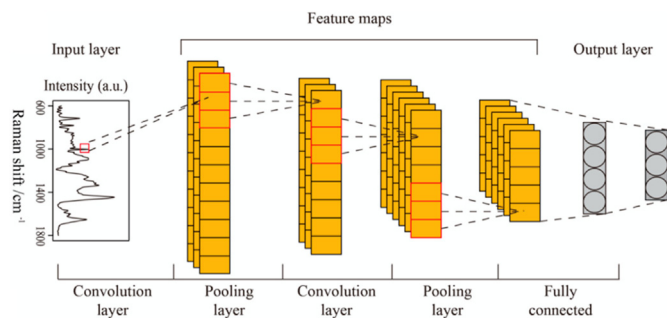 Feature maps
Input layer
Output layer
Intensity (a.u.)
Raman shift /cm⁻¹
600
1000
1400
1800
Convolution
layer
Pooling
layer
Convolution
layer
Pooling
layer
Fully
connected